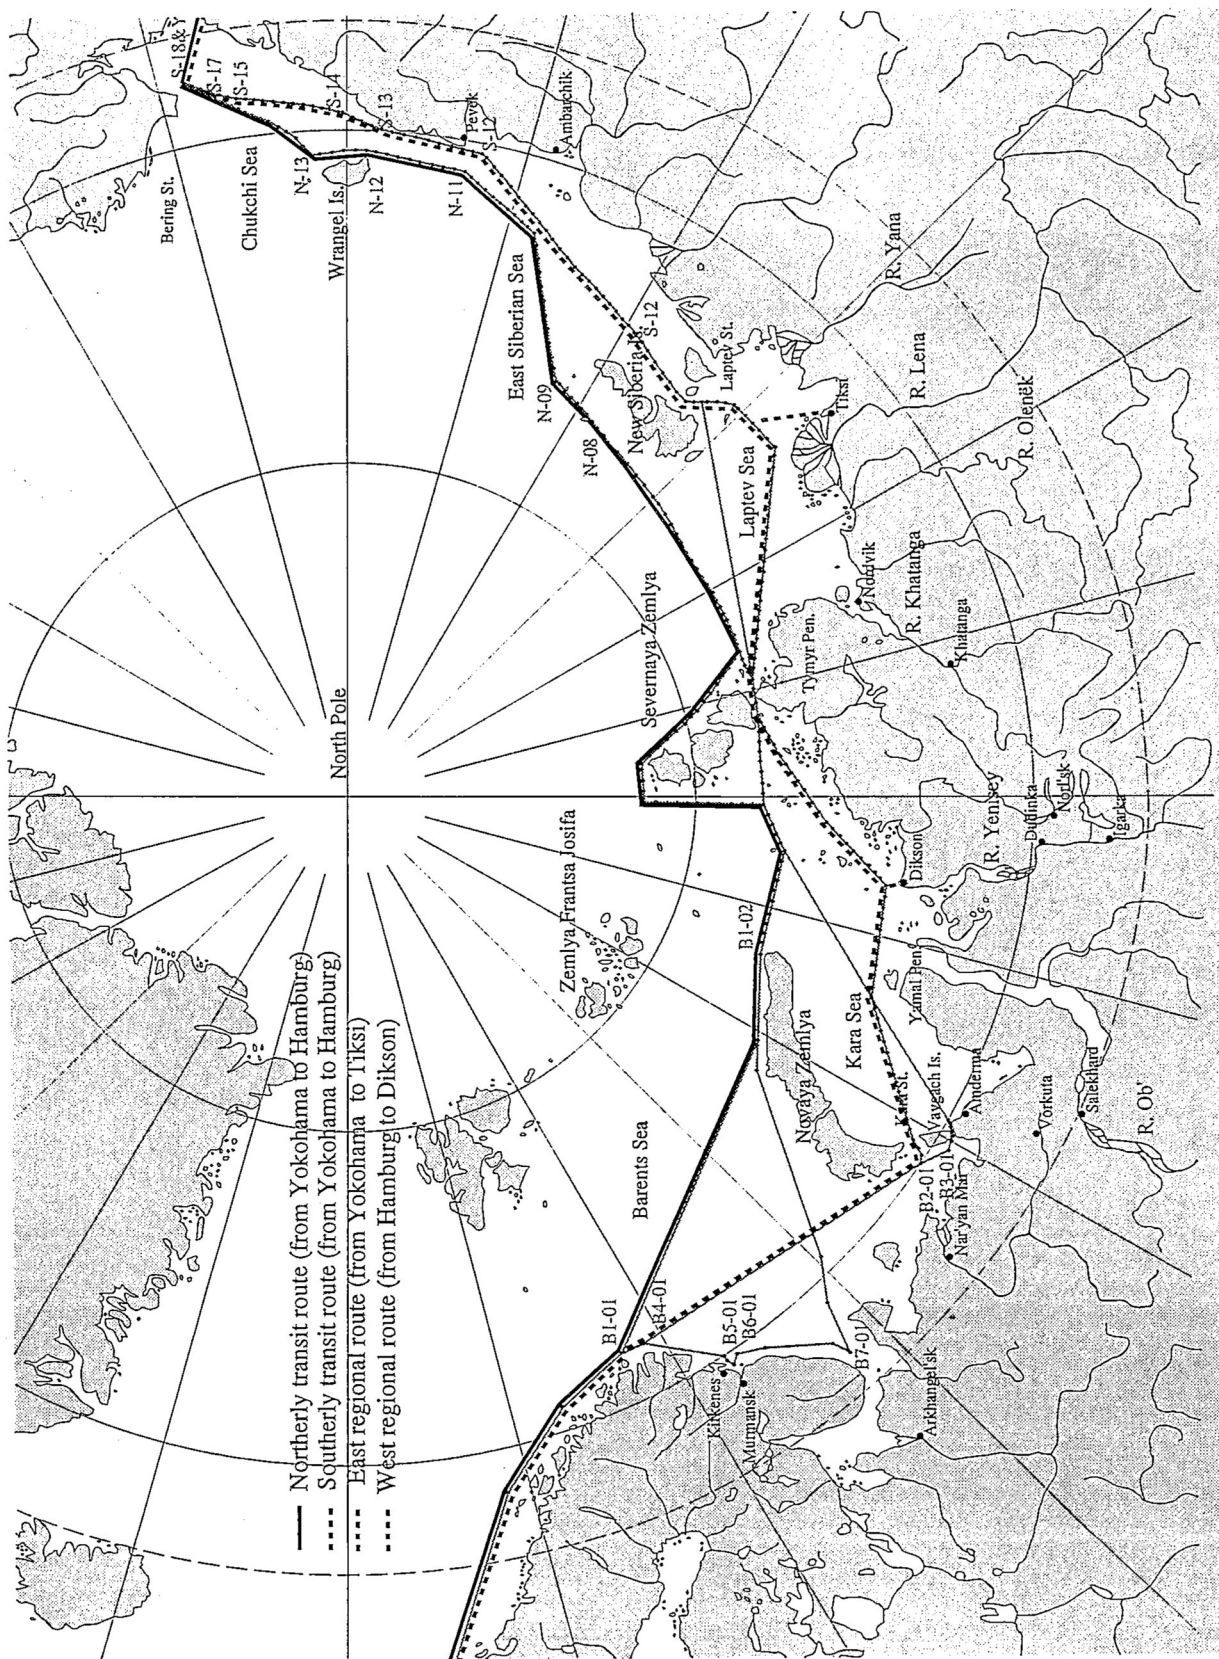 Bering St.
Chukchi Sea
S-18&
S-17
S-15
S-14
S-13
N-13
Wrangel Is.
N-12
N-11
Pevek
S-12
Ambarchik
North Pole
Northerly transit route (from Yokohama to Hamburg)
Southerly transit route (from Yokohama to Hamburg)
East regional route (from Yokohama to Tiksi)
West regional route (from Hamburg to Dikson)
East Siberian Sea
N-09
N-08
New Siberia Is.
S-12
Zemlya Frantsa Josifa
Severnaya Zemlya
Barents Sea
B1-01
B4-01
Laptev St.
Laptev Sea
B1-02
Kirkenes
B5-01
Murmansk
B6-01
Novaya Zemlya
Tymyr Pen.
Tiksi
Kara Sea
B7-01
Nordvik
R. Yana
Kara St.
Dikson
R. Khatanga
R. Lena
Arkhangel'sk
B2-01
Vavgach Is.
Yamal Pen.
B3-01
Nar'yan Mar
Amderma
Khatanga
R. Yenisey
R. Olenëk
Dudinka
Vorkuta
Salekhard
Igarka
R. Ob'